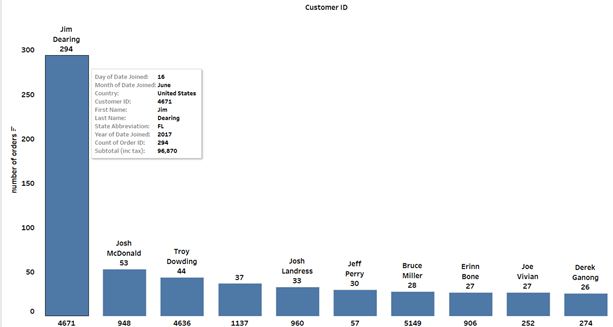 Customer ID
Jim
Dearing
294
300
250
200
150
100
50
0
number of orders
Day of Date Joined: 16
Month of Date Joined: June
Country: United States
Customer ID: 4671
First Name: Jim
Last Name: Dearing
State Abbreviation: FL
Year of Date Joined: 2017
Count of Order ID: 294
Subtotal (inc tax): 96,870
Josh
McDonald
53
Troy
Dowding
44
37
Josh
Landress
33
Jeff
Perry
30
Bruce
Miller
28
Erinn
Bone
27
Joe
Vivian
27
Derek
Ganong
26
4671 948 4636 1137 960 57 5149 906 252 274